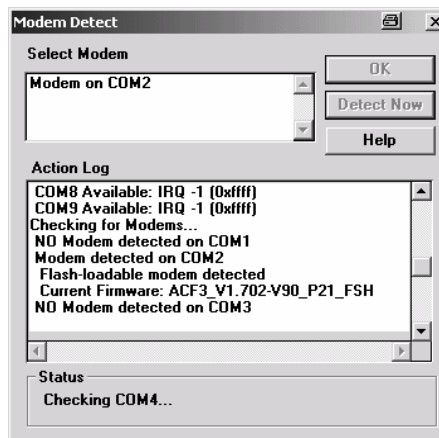 Modem Detect
Select Modem
Modem on COM2
OK
Detect Now
Help
Action Log
COM8 Available: IRQ -1 (0xffff)
COM9 Available: IRQ -1 (0xffff)
Checking for Modems...
NO Modem detected on COM1
Modem detected on COM2
Flash-loadable modem detected
Current Firmware: ACF3_V1.702-V90_P21_FSH
NO Modem detected on COM3
Status
Checking COM4...